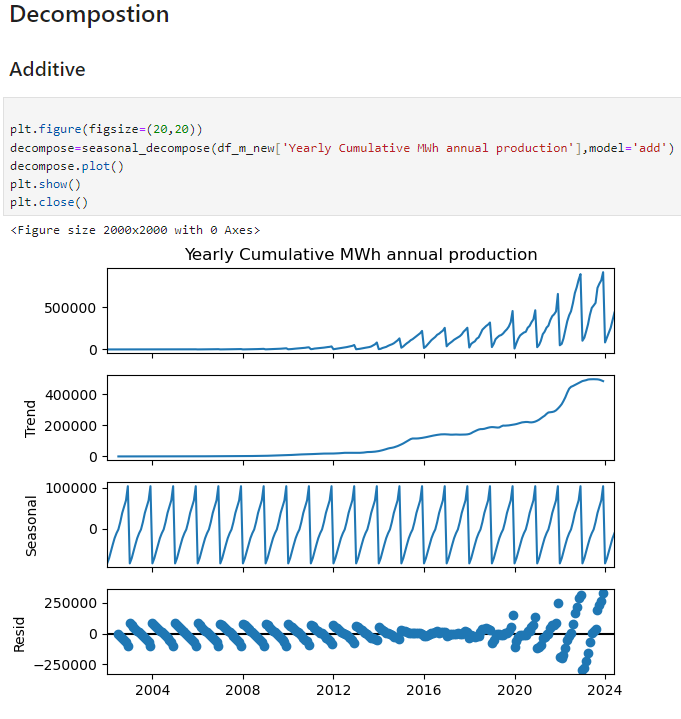 Decompostion
Additive
plt.figure(figsize=(20,20))
decompose=seasonal_decompose(df_m_new['Yearly Cumulative MWh annual production'],model='add')
decompose.plot()
plt.show()
plt.close()
<Figure size 2000x2000 with 0 Axes>
Yearly Cumulative MWh annual production
500000
0
Trend
400000
200000
0
Seasonal
100000
0
Resid
250000
0
−250000
2004 2008 2012 2016 2020 2024